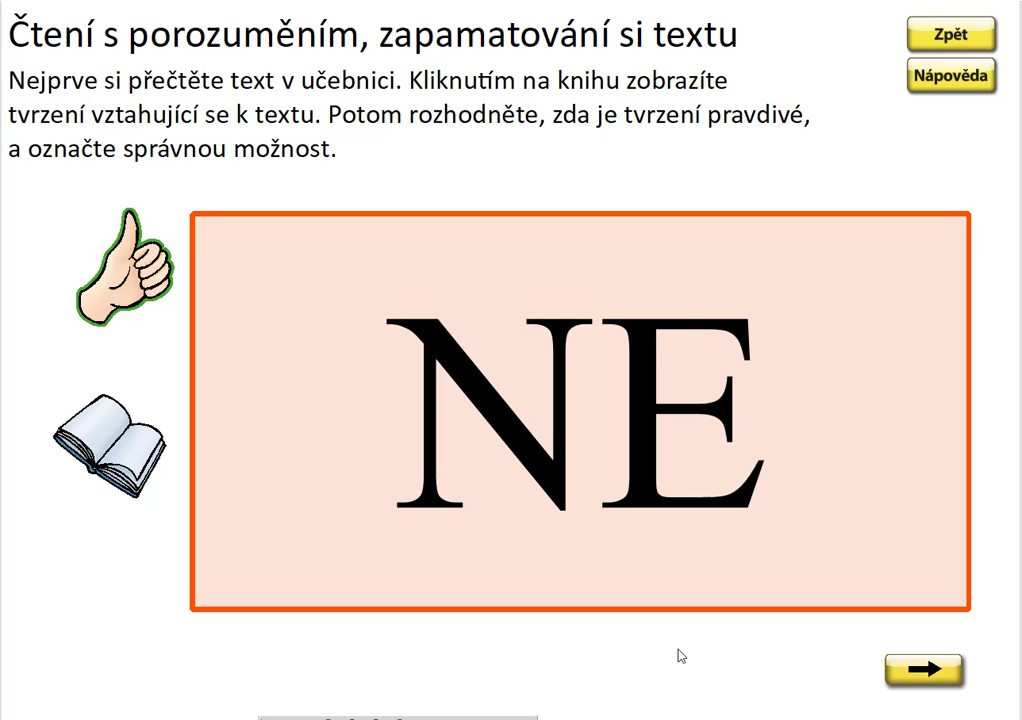 Čtení s porozuměním, zapamatování si textu
Zpět
Nápověda
Nejprve si přečtěte text v učebnici. Kliknutím na knihu zobrazíte
tvrzení vztahující se k textu. Potom rozhodněte, zda je tvrzení pravdivé,
a označte správnou možnost.
NE